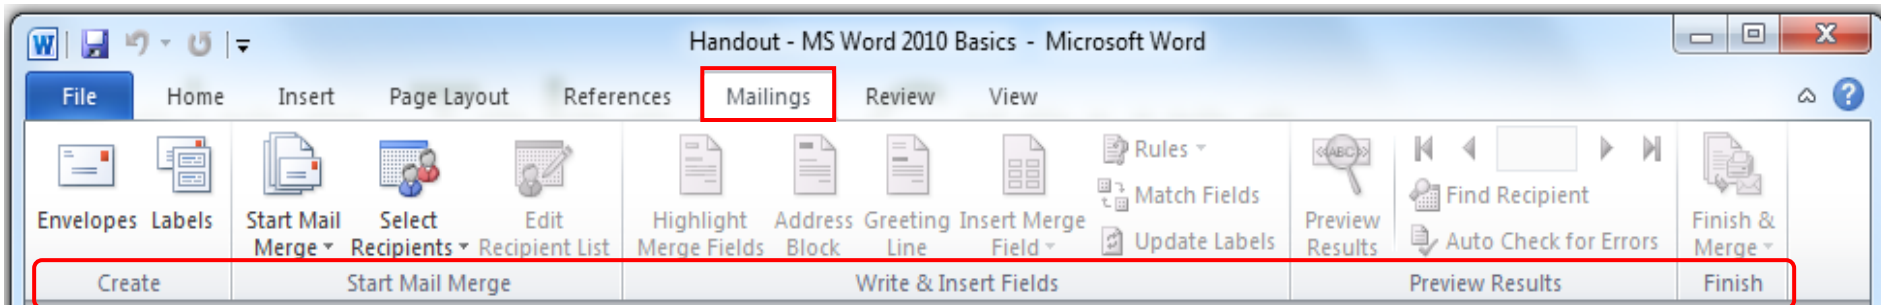 W
Handout - MS Word 2010 Basics - Microsoft Word
File Home Insert Page Layout References Mailings Review View
?
Envelopes Labels Start Mail Merge Select Recipients Edit Recipient List Highlight Merge Fields Address Block Greeting Line Insert Merge Field
Rules
Match Fields
Update Labels
«ABC»
Preview Results
Find Recipient
Auto Check for Errors
Finish & Merge
Create Start Mail Merge Write & Insert Fields Preview Results Finish